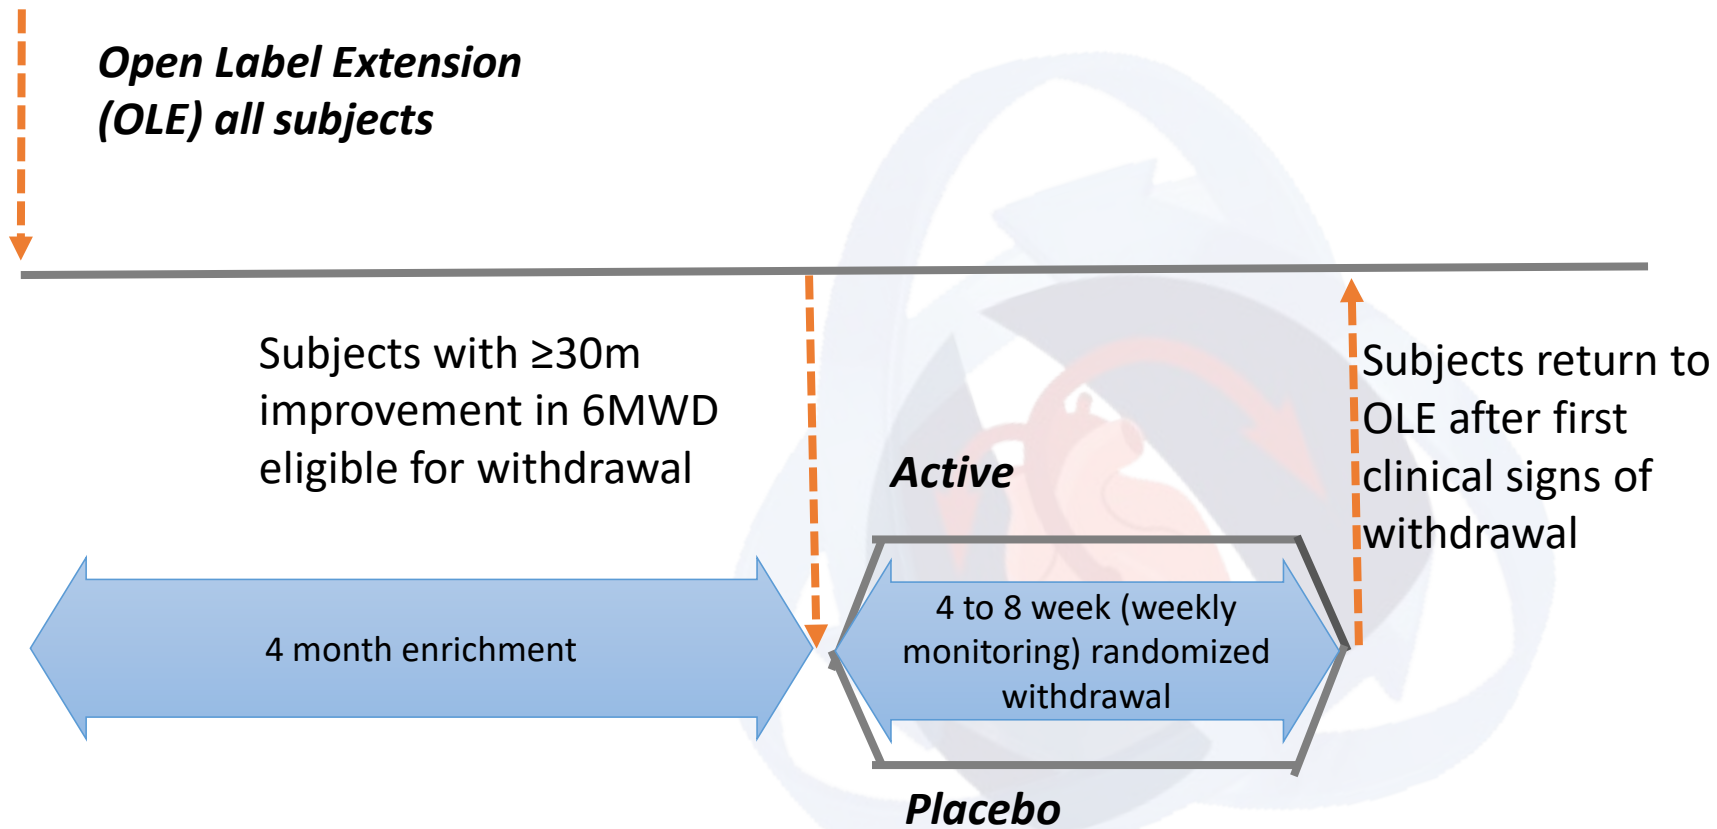 Open Label Extension
(OLE) all subjects
Subjects with ≥30m
improvement in 6MWD
eligible for withdrawal
Subjects return to
OLE after first
clinical signs of
withdrawal
Active
4 month enrichment
4 to 8 week (weekly
monitoring) randomized
withdrawal
Placebo